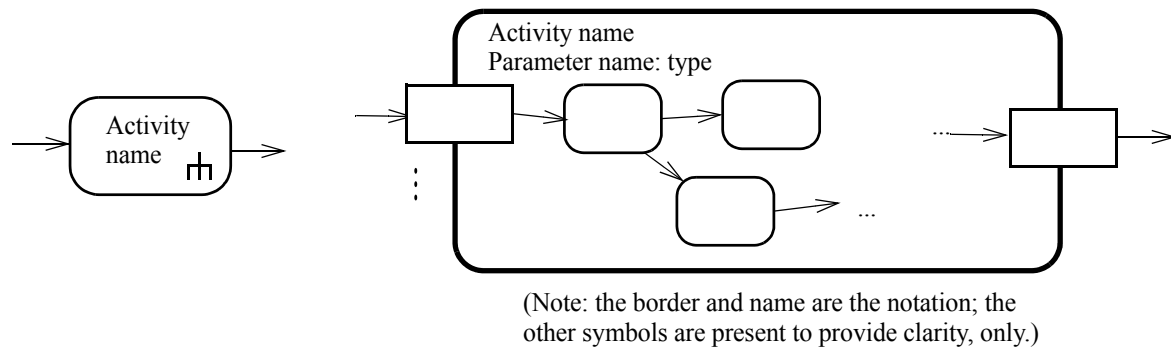 Activity
name
Activity name
Parameter name: type
...
...
(Note: the border and name are the notation; the
other symbols are present to provide clarity, only.)